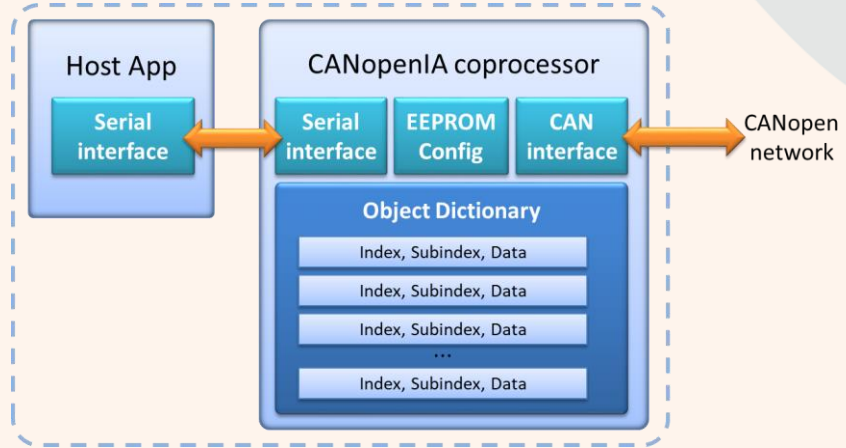 Host App
Serial
interface
CANopenIA coprocessor
Serial
interface
EEPROM
Config
CAN
interface
CANopen
network
Object Dictionary
Index, Subindex, Data
Index, Subindex, Data
Index, Subindex, Data
...
Index, Subindex, Data